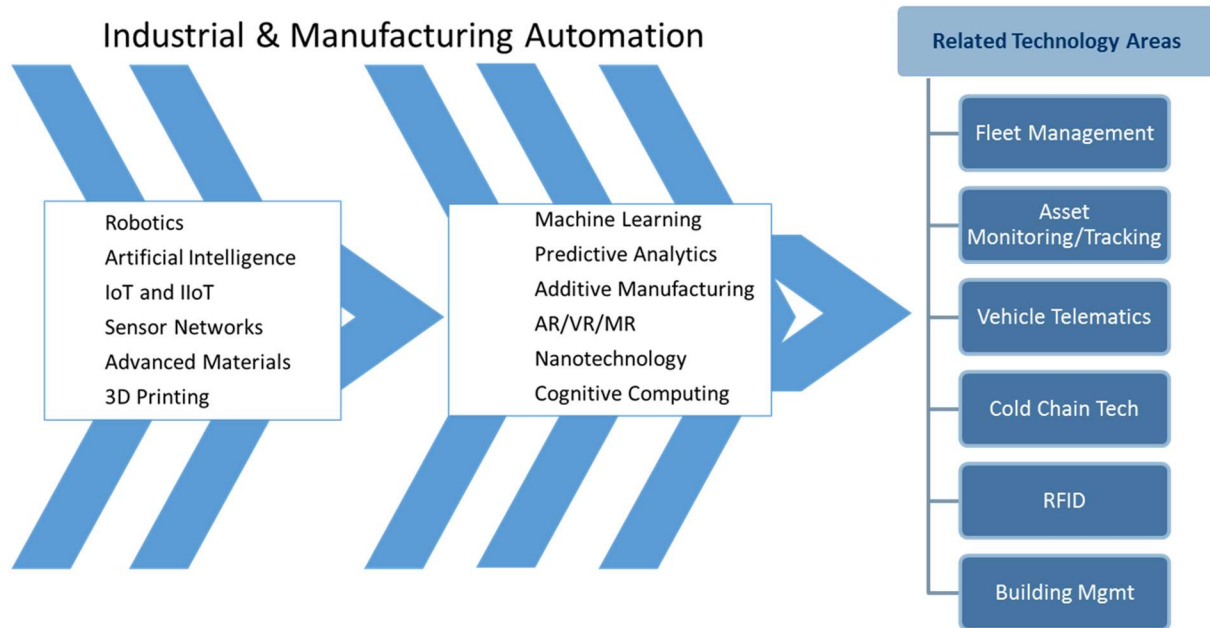 Industrial & Manufacturing Automation
Robotics
Artificial Intelligence
IoT and IIoT
Sensor Networks
Advanced Materials
3D Printing
Machine Learning
Predictive Analytics
Additive Manufacturing
AR/VR/MR
Nanotechnology
Cognitive Computing
Related Technology Areas
Fleet Management
Asset
Monitoring/Tracking
Vehicle Telematics
Cold Chain Tech
RFID
Building Mgmt